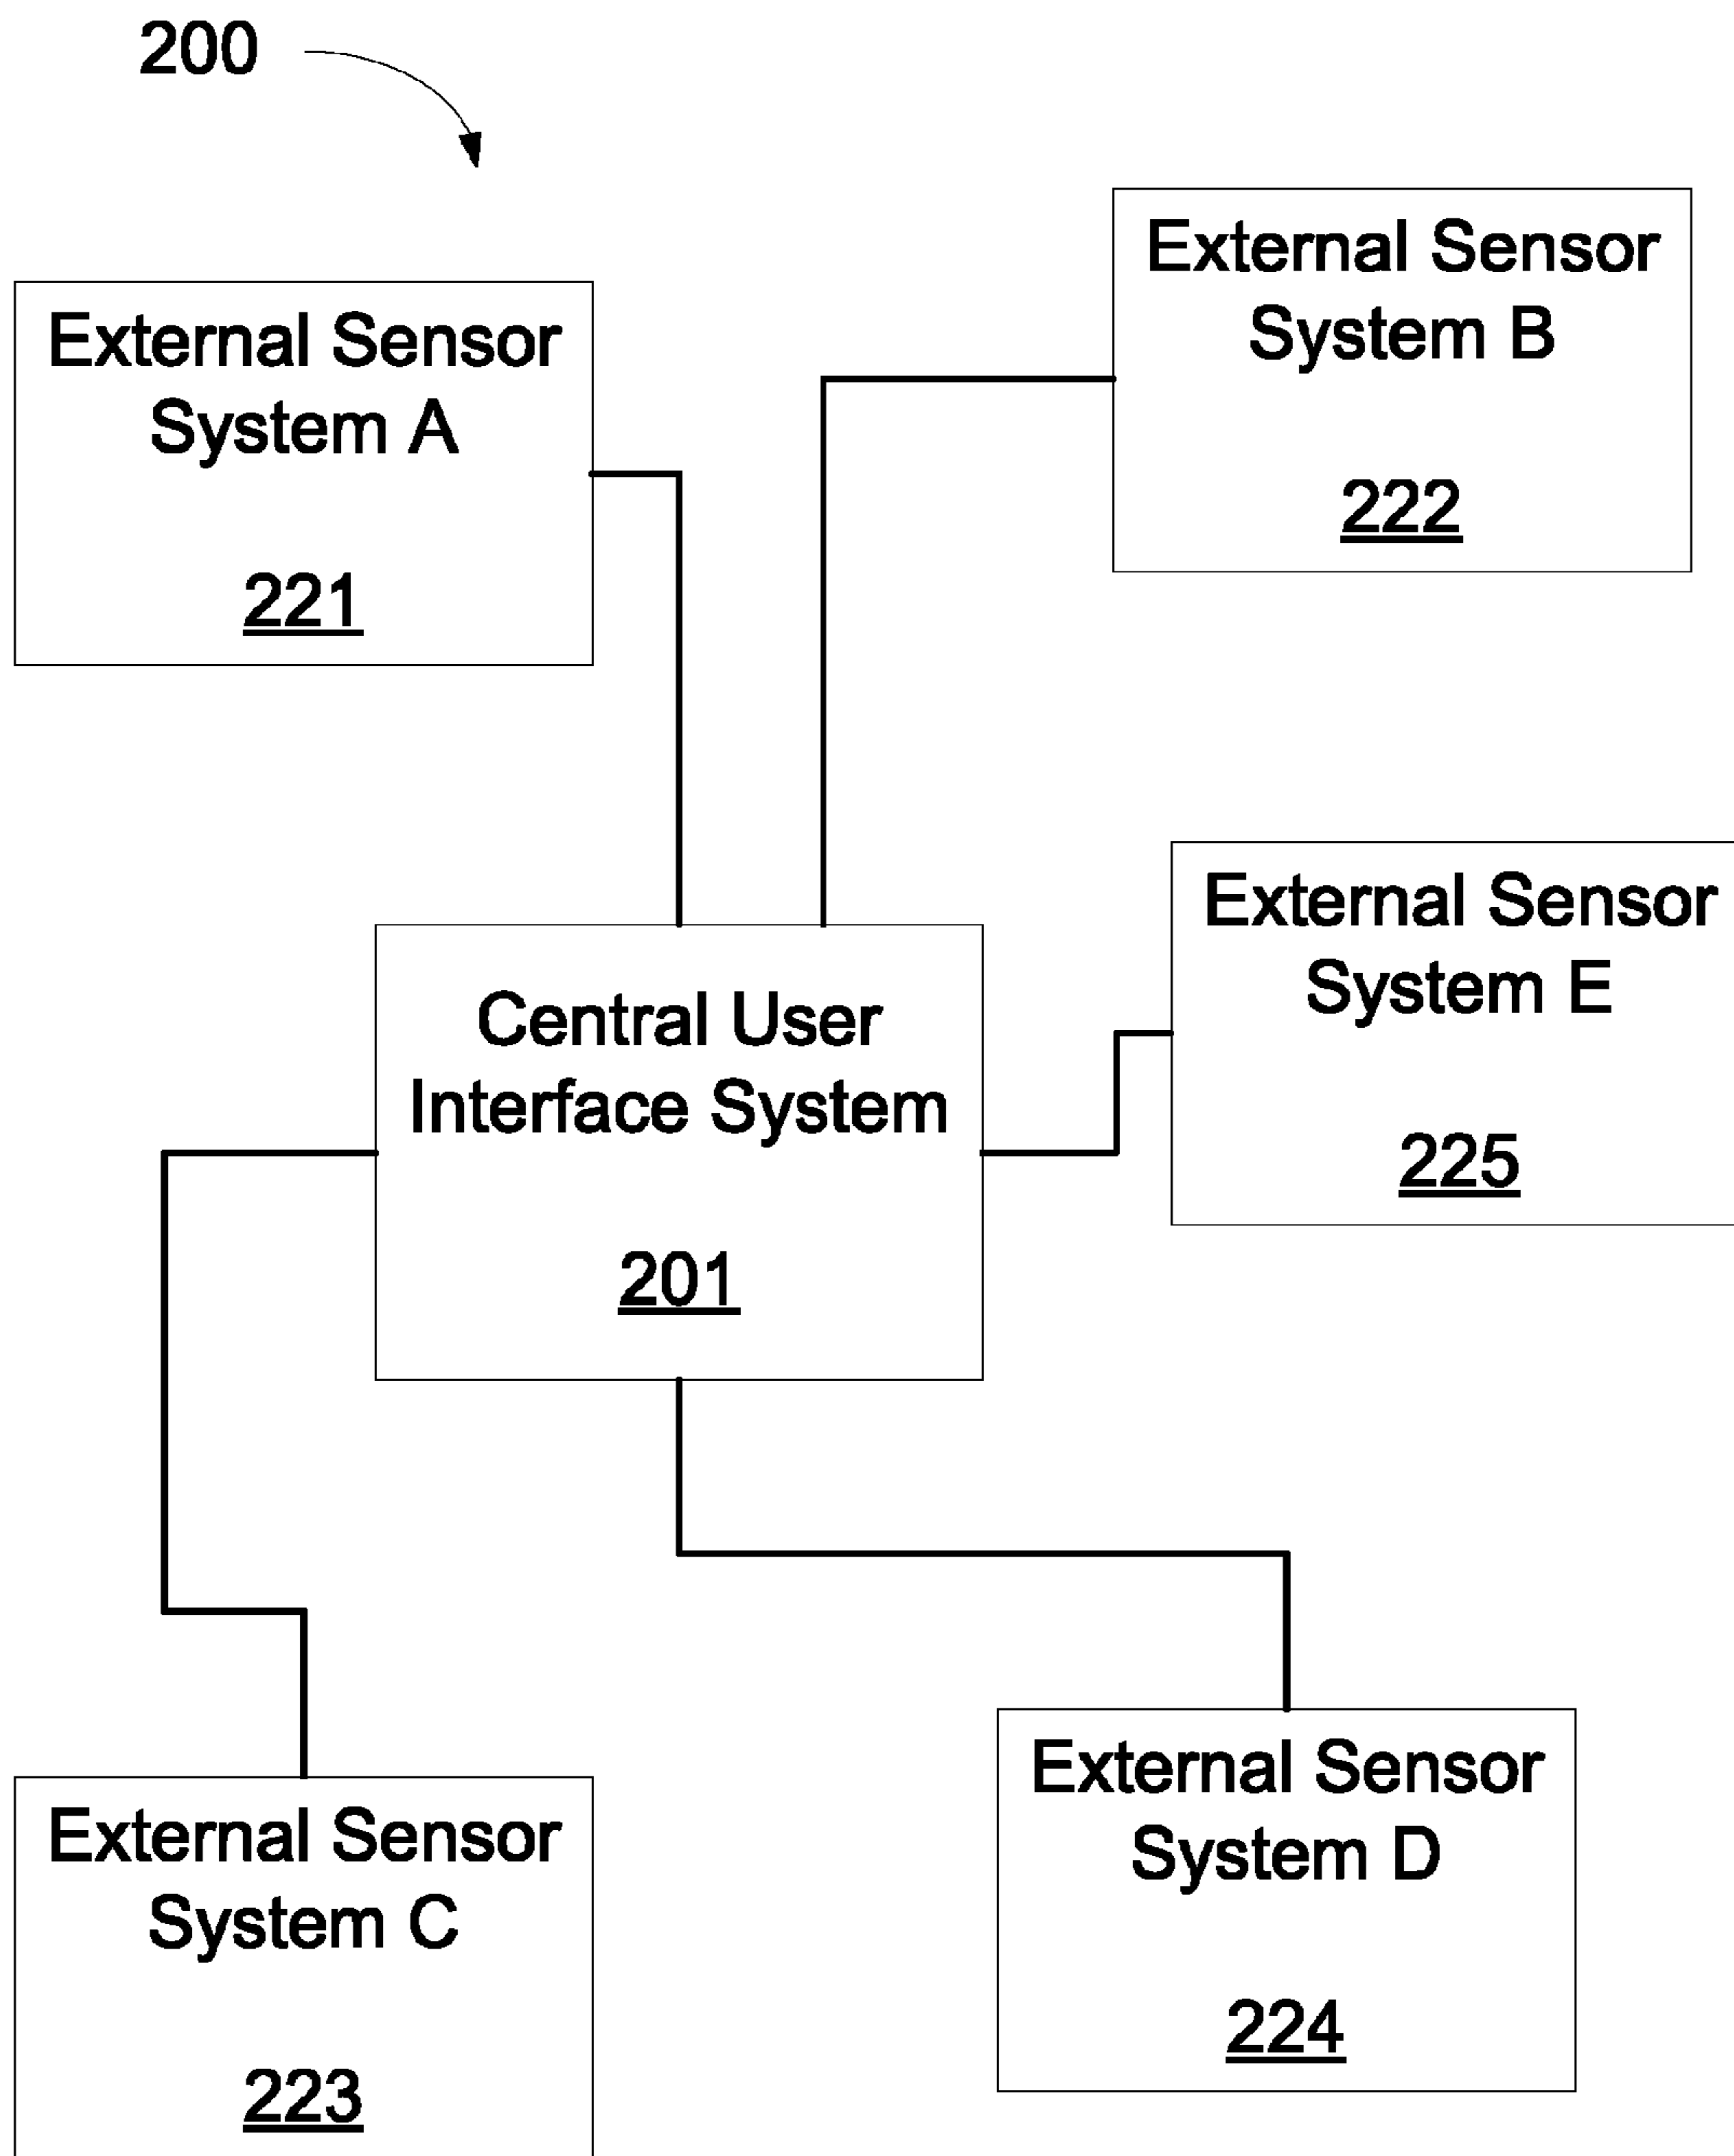 200
External Sensor
System A
221
External Sensor
System B
222
Central User
Interface System
201
External Sensor
System E
225
External Sensor
System C
223
External Sensor
System D
224